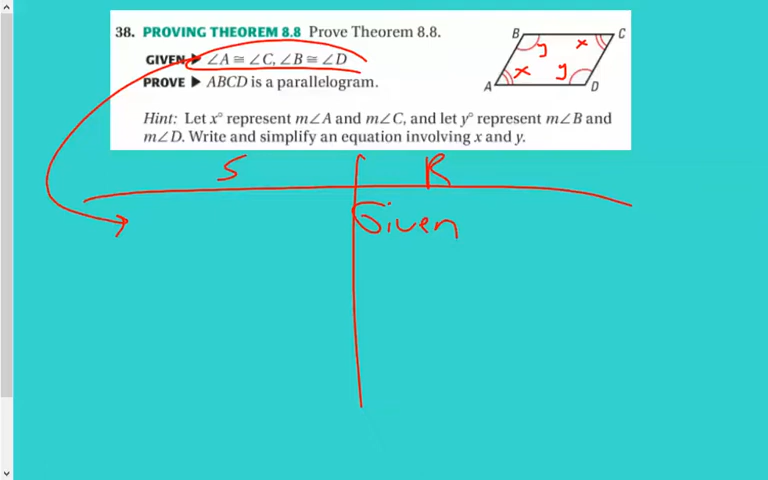 38. PROVING THEOREM 8.8 Prove Theorem 8.8.
GIVEN ▶ ∠A ≅ ∠C, ∠B ≅ ∠D
PROVE ▶ ABCD is a parallelogram.
Hint: Let x° represent m∠A and m∠C, and let y° represent m∠B and
m∠D. Write and simplify an equation involving x and y.
B C
y x
x y
A D
S R
Given